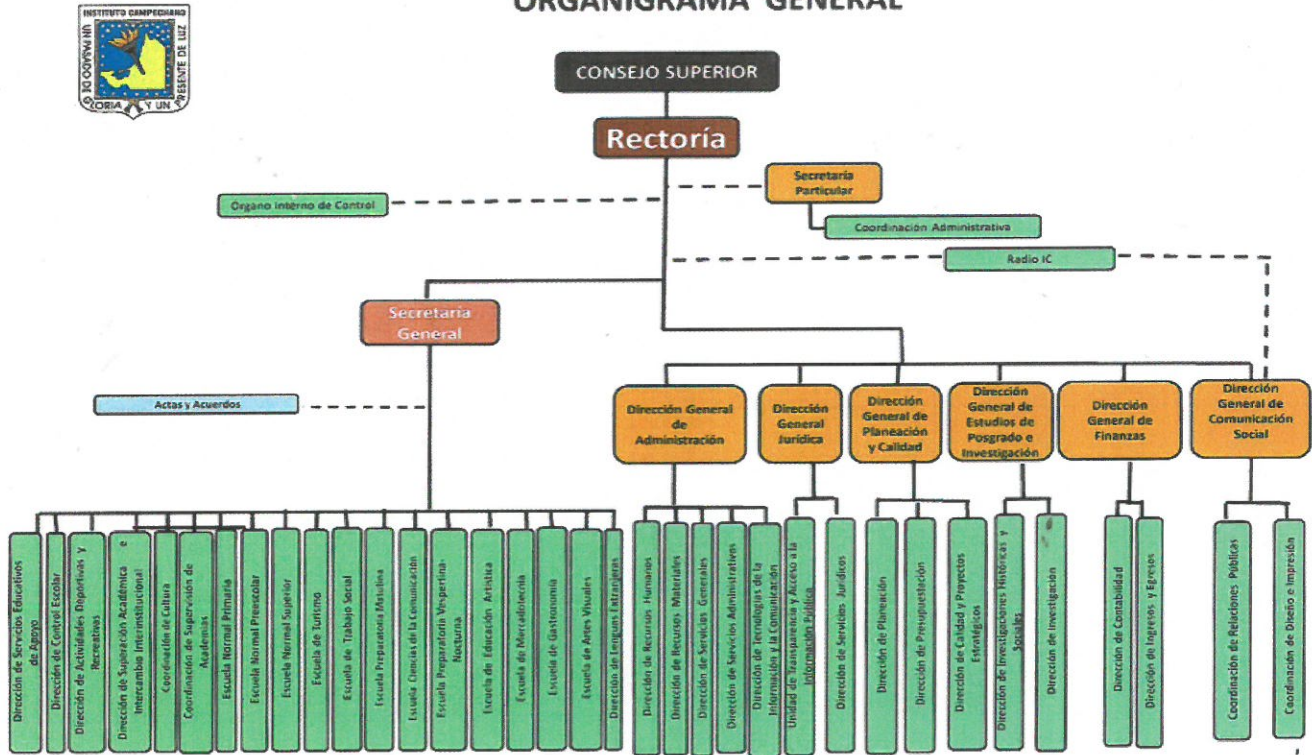 ORGANIGRAMA GENERAL
INSTITUTO CAMPECHANO
UN PASADO DE GLORIA Y UN PRESENTE DE LUZ
CONSEJO SUPERIOR
Rectoría
Secretaría
Particular
Organo Interno de Control
Coordinación Administrativa
Radio IC
Secretaria
General
Actas y Acuerdos
Dirección General
de
Administración
Dirección
General
Jurídica
Dirección
General de
Planeación
y Calidad
Dirección
General de
Estudios de
Posgrado e
Investigación
Dirección
General de
Finanzas
Dirección
General de
Comunicación
Social
Dirección de Servicios Educativos
de Apoyo
Dirección de Control Escolar
Dirección de Actividades Deportivas y
Recreativas
Dirección de Superación Académica e
Intercambio Interinstitucional
Coordinación de Cultura
Coordinación de Supervisión de
Academias
Escuela Normal Primaria
Escuela Normal Preescolar
Escuela Normal Superior
Escuela de Turismo
Escuela de Trabajo Social
Escuela Preparatoria Matutina
Escuela Ciencias de la Comunicación
Escuela Preparatoria Vespertina-
Nocturna
Escuela de Educación Artística
Escuela de Mercadotecnia
Escuela de Gastronomía
Escuela de Artes Visuales
Dirección de Lenguas Extranjeras
Dirección de Recursos Humanos
Dirección de Recursos Materiales
Dirección de Servicios Generales
Dirección de Servicios Administrativos
Dirección de Tecnologías de la
Información y la Comunicación
Unidad de Transparencia y Acceso a la
Información Pública
Dirección de Servicios Jurídicos
Dirección de Planeación
Dirección de Presupuestación
Dirección de Calidad y Proyectos
Estratégicos
Dirección de Investigaciones Históricas y
Sociales
Dirección de Investigación
Dirección de Contabilidad
Dirección de Ingresos y Egresos
Coordinación de Relaciones Públicas
Coordinación de Diseño e Impresión